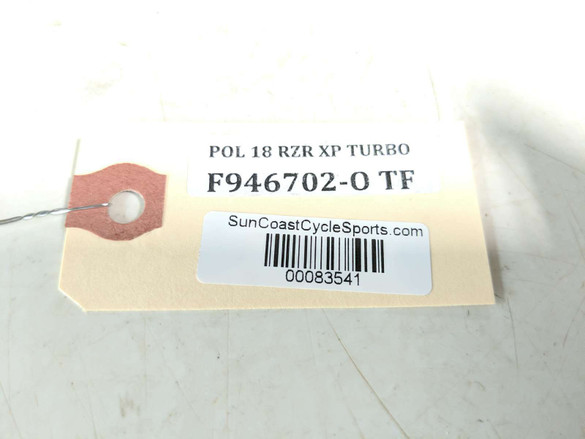 POL 18 RZR XP TURBO
F946702-O TF
SunCoastCycleSports.com
00083541